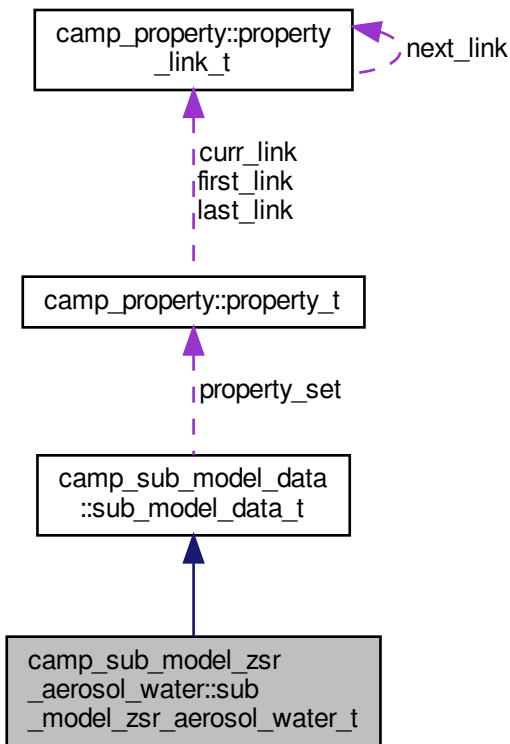 camp_property::property
_link_t
next_link
curr_link
first_link
last_link
camp_property::property_t
property_set
camp_sub_model_data
::sub_model_data_t
camp_sub_model_zsr
_aerosol_water::sub
_model_zsr_aerosol_water_t